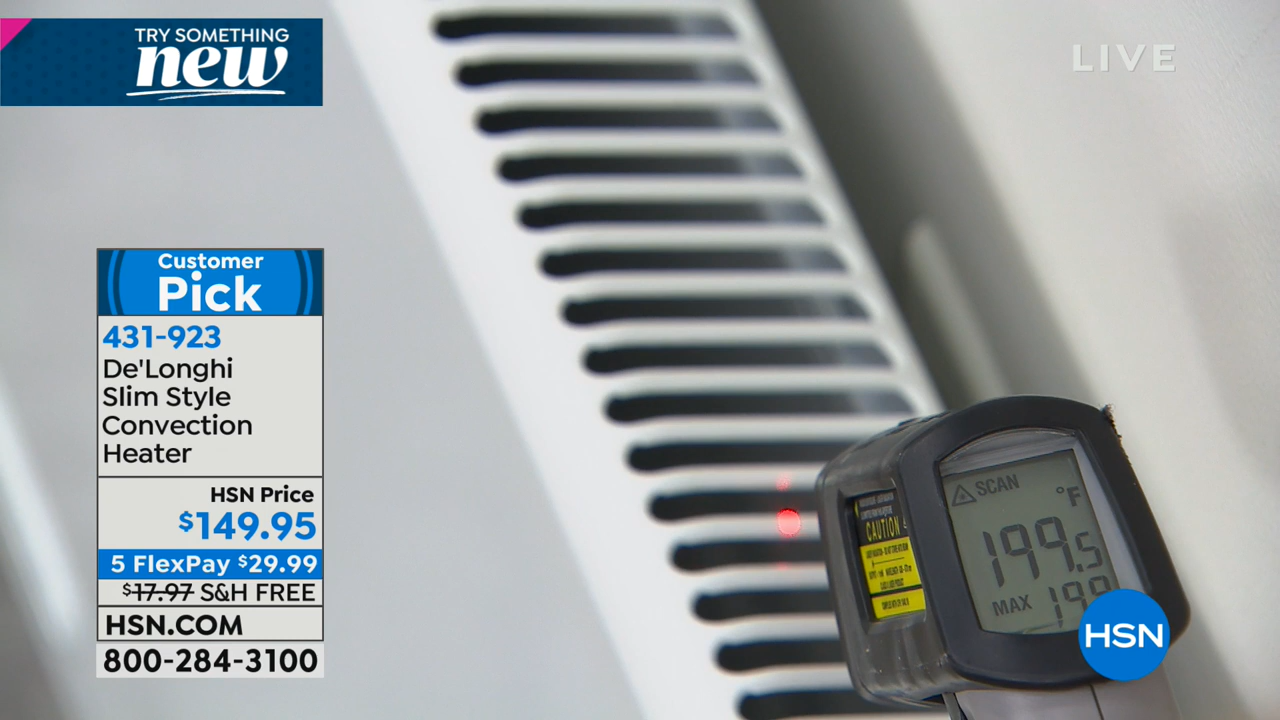 TRY SOMETHING
new
LIVE
Customer
Pick
431-923
De'Longhi
Slim Style
Convection
Heater
HSN Price
$149.95
5 FlexPay $29.99
$17.97 S&H FREE
HSN.COM
800-284-3100
SCAN
°F
199.5
MAX 199
CAUTION
HSN